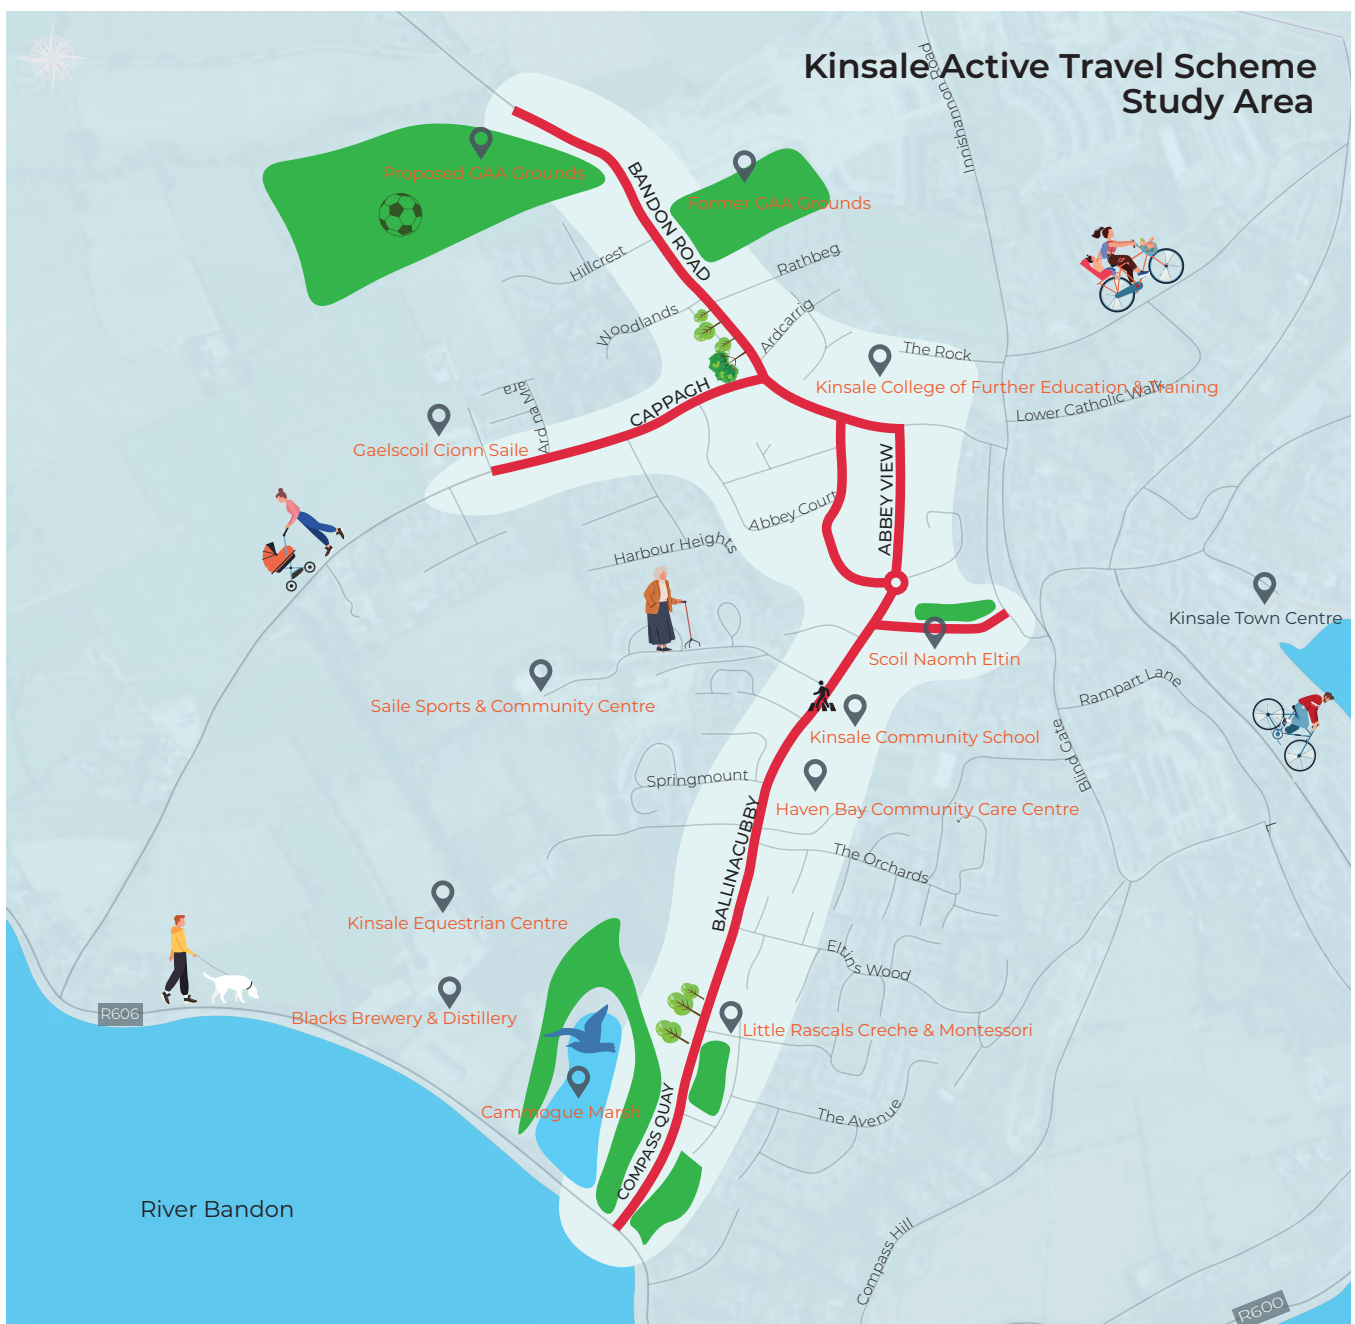 Kinsale Active Travel Scheme
Study Area
Innishannon Road
Proposed GAA Grounds
BANDON ROAD
Former GAA Grounds
Hillcrest
Rathbeg
Woodlands
Ardcarrig
The Rock
Kinsale College of Further Education & Training
Lower Catholic Walk
CAPPAGH
Ard na Mara
Gaelscoil Cionn Saile
ABBEY VIEW
Abbey Court
Harbour Heights
Kinsale Town Centre
Scoil Naomh Eltin
Rampart Lane
Saile Sports & Community Centre
Kinsale Community School
Blind Gate
Springmount
Haven Bay Community Care Centre
BALLINACUBBY
The Orchards
L
Kinsale Equestrian Centre
Eltins Wood
R606
Blacks Brewery & Distillery
Little Rascals Creche & Montessori
Cammogue Marsh
COMPASS QUAY
The Avenue
River Bandon
Compass Hill
R600